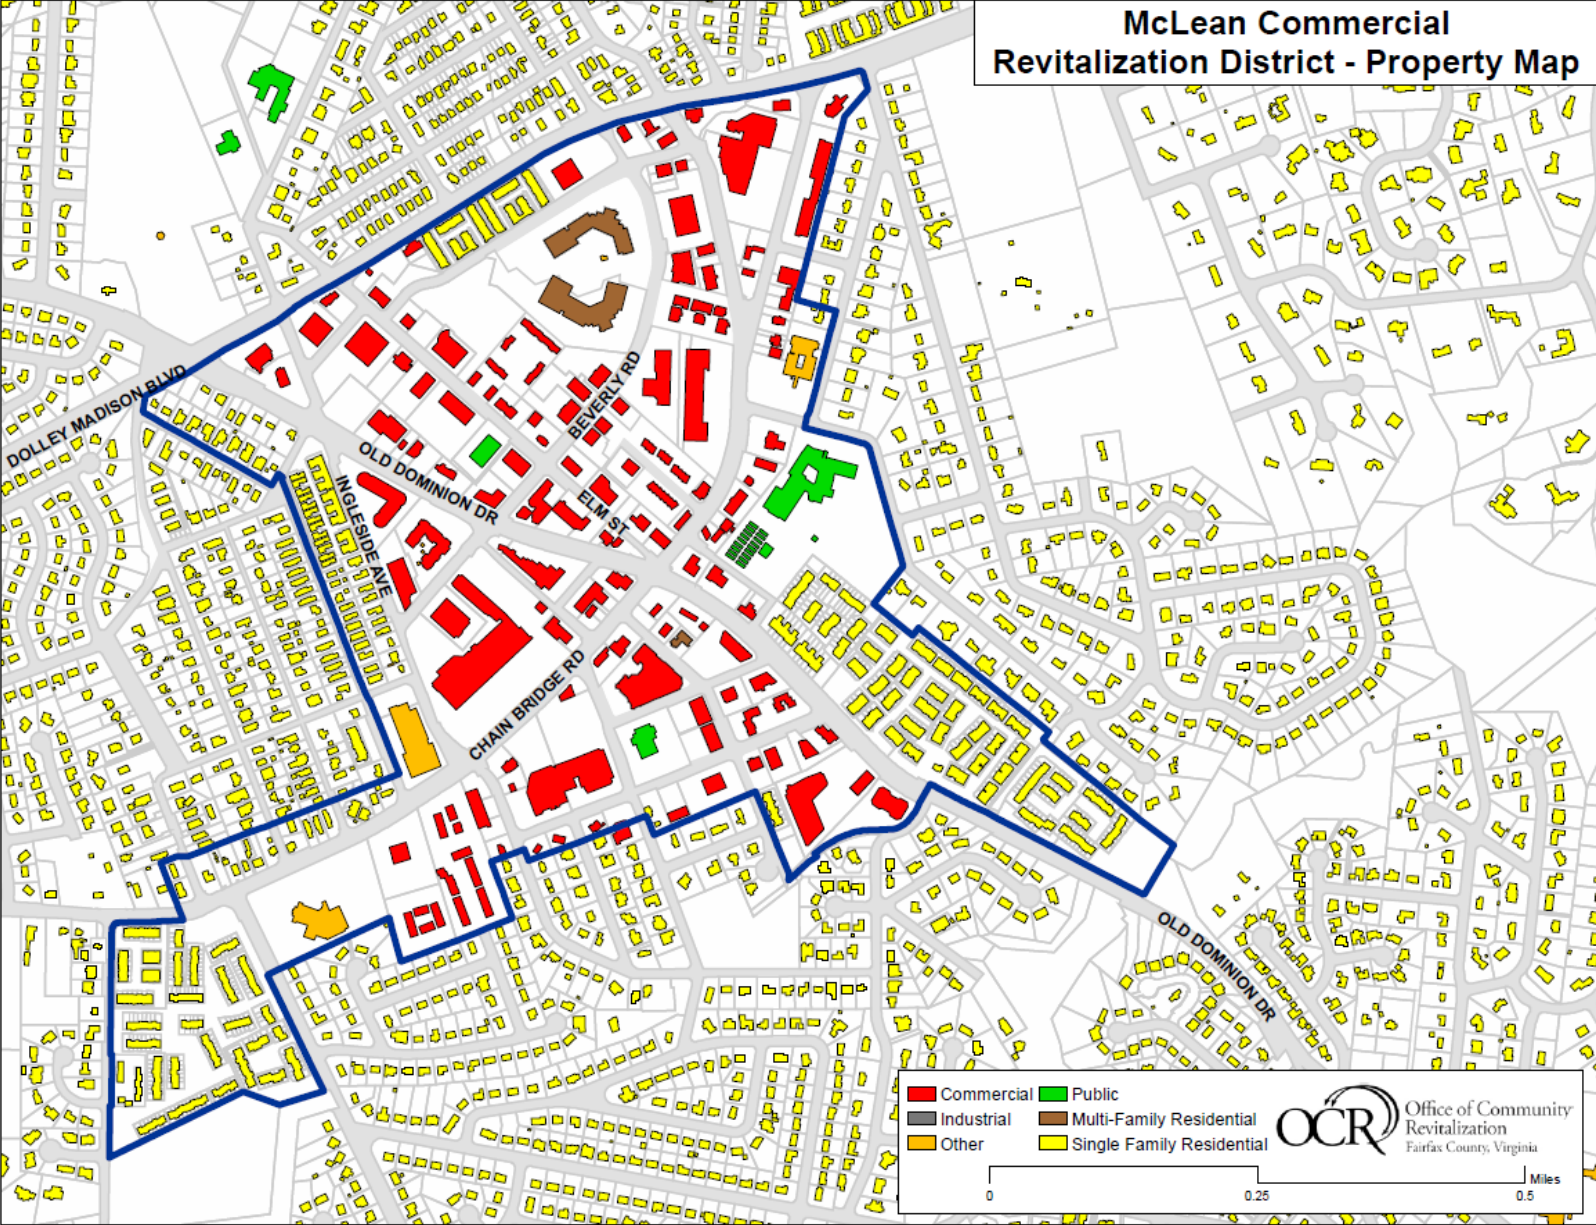 McLean Commercial
Revitalization District - Property Map
DOLLEY MADISON BLVD
BEVERLY RD
OLD DOMINION DR
INGLESIDE AVE
ELM ST
CHAIN BRIDGE RD
OLD DOMINION DR
Commercial
Public
Industrial
Multi-Family Residential
Other
Single Family Residential
OCR
Office of Community
Revitalization
Fairfax County, Virginia
Miles
0
0.25
0.5